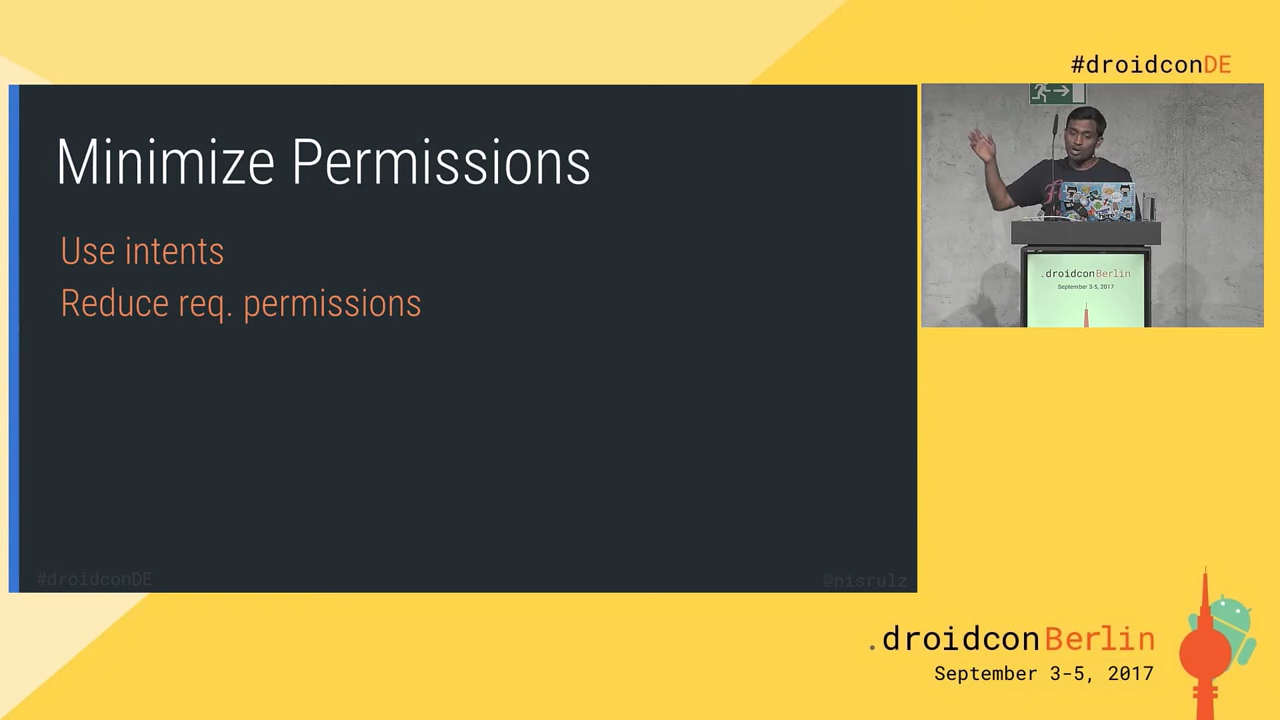 #droidconDE
Minimize Permissions
Use intents
Reduce req. permissions
#droidconDE
@nisrulz
.droidconBerlin
September 3-5, 2017
.droidconBerlin
September 3-5, 2017